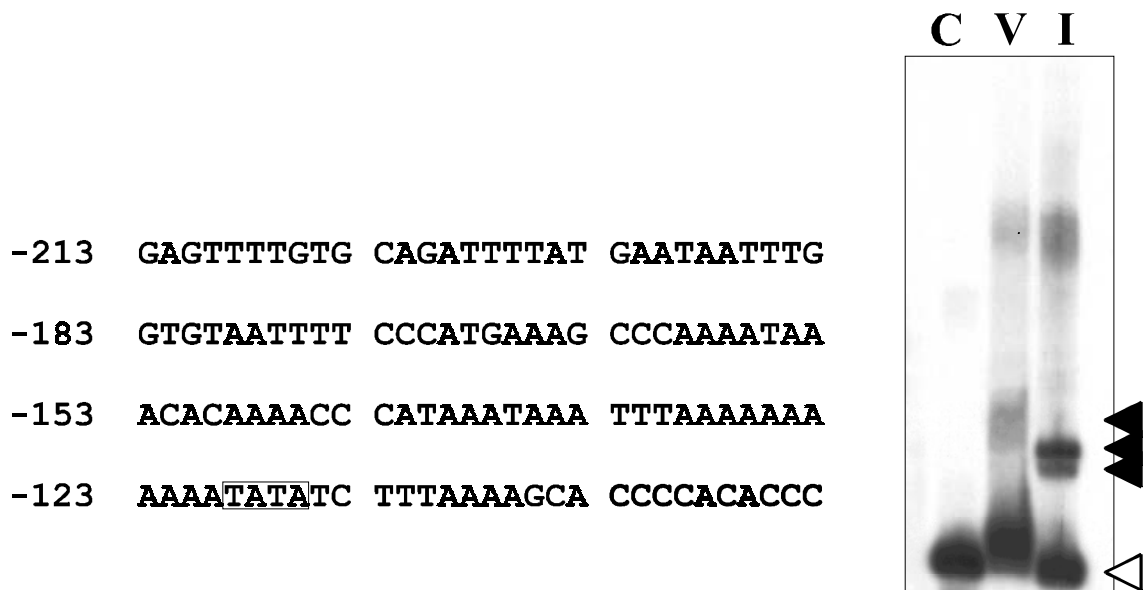 C V I
-213 GAGTTTTGTG CAGATTTTAT GAATAATTTG
-183 GTGTAATTTT CCCATGAAAG CCCAAAATAA
-153 ACACAAAACC CATAAATAAA TTTAAAAAAA
-123 AAAATATATC TTTAAAAGCA CCCCACACCC